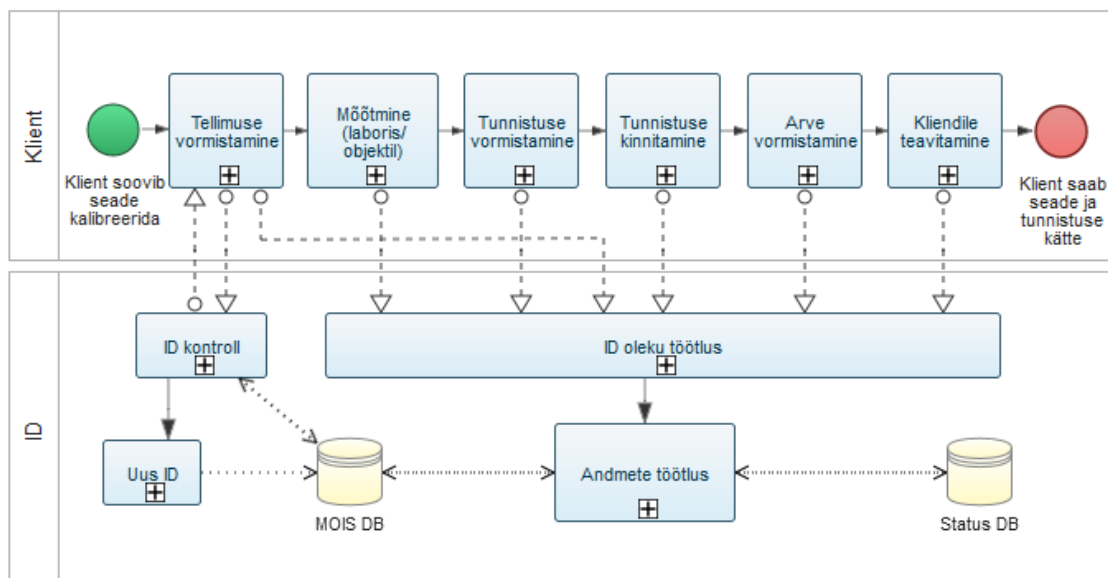 Klient
Klient soovib
seade
kalibreerida
Tellimuse
vormistamine
Mõõtmine
(laboris/
objektil)
Tunnistuse
vormistamine
Tunnistuse
kinnitamine
Arve
vormistamine
Kliendile
teavitamine
Klient saab
seade ja
tunnistuse
kätte
ID
ID kontroll
ID oleku töötlus
Uus ID
MOIS DB
Andmete töötlus
Status DB